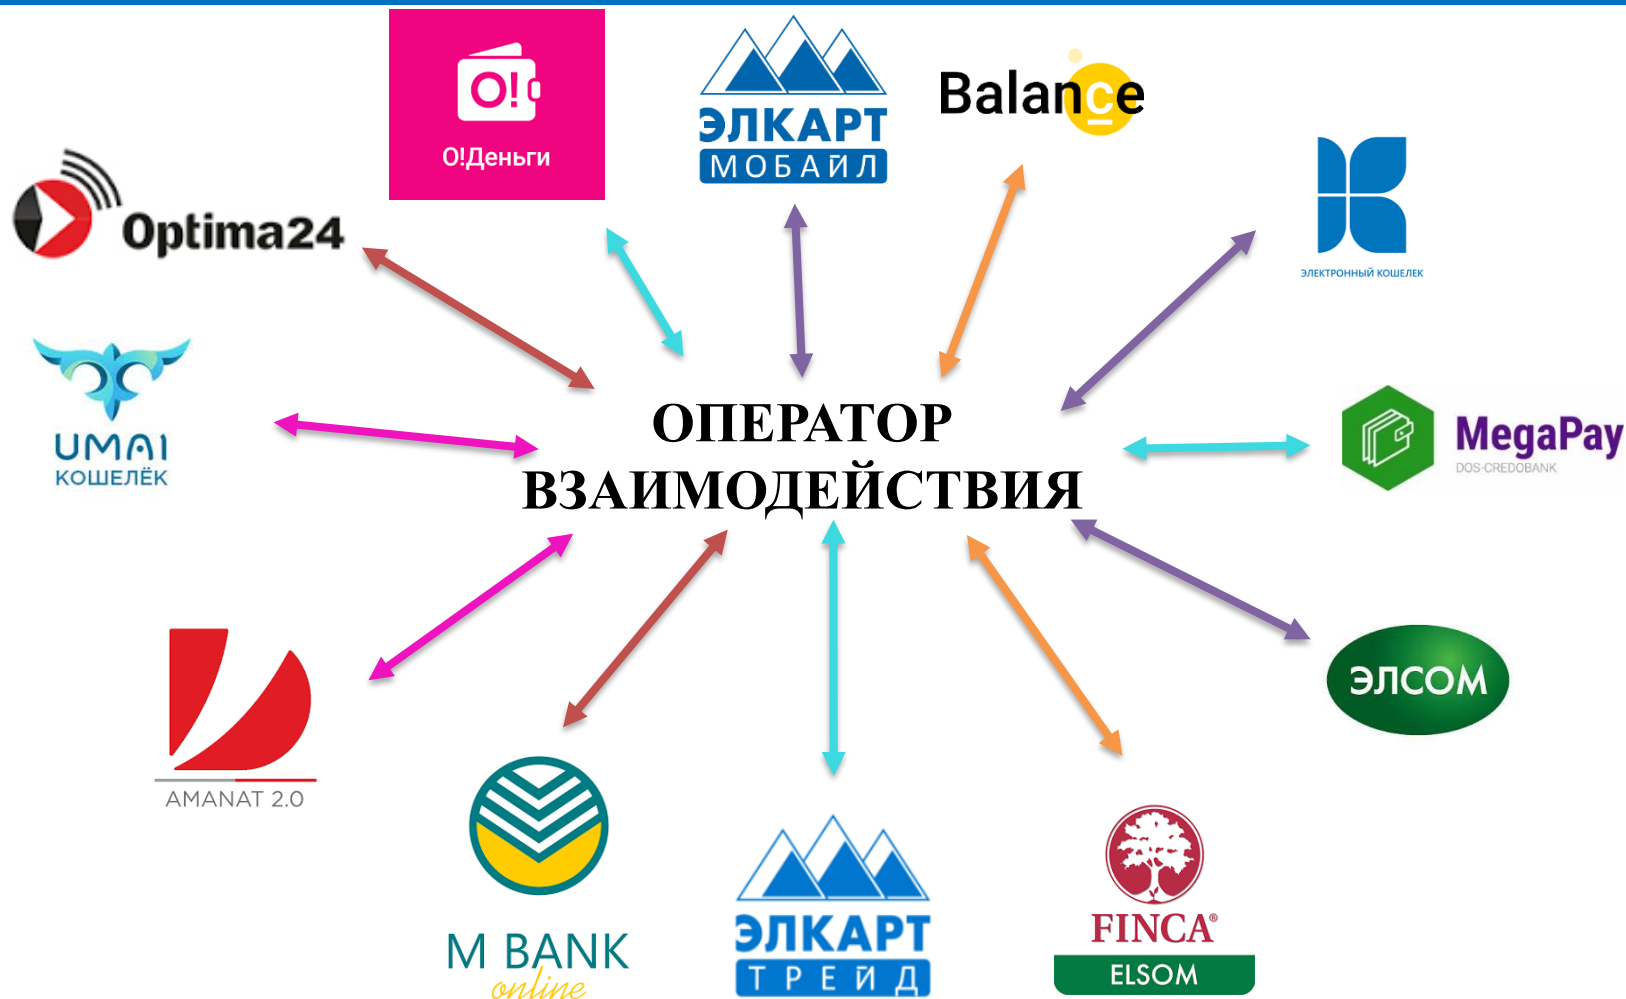 O!
О!Деньги
ЭЛКАРТ
МОБАЙЛ
Balance
Optima24
ЭЛЕКТРОННЫЙ КОШЕЛЕК
UMAI
КОШЕЛЁК
ОПЕРАТОР
ВЗАИМОДЕЙСТВИЯ
MegaPay
DOS-CREDOBANK
ЭЛСОМ
AMANAT 2.0
M BANK
online
ЭЛКАРТ
ТРЕЙД
FINCA®
ELSOM